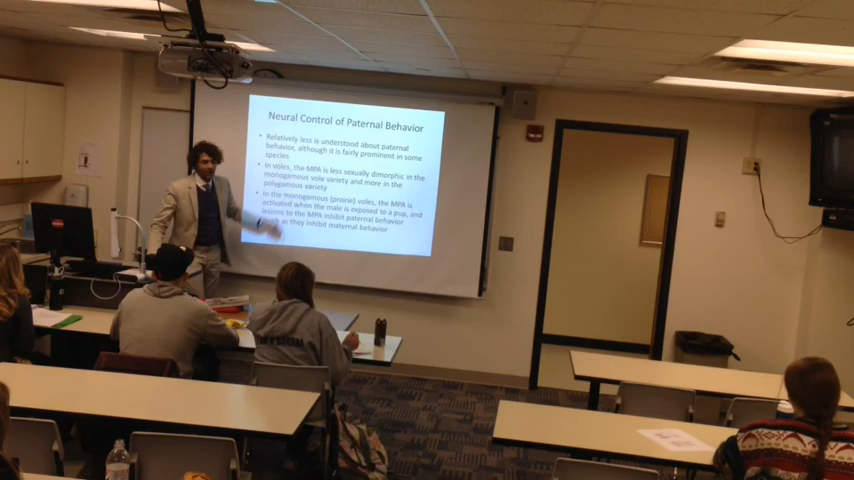 Neural Control of Paternal Behavior
• Relatively less is understood about paternal
behavior, although it is fairly prominent in some
species
• In voles, the MPA is less sexually dimorphic in the
monogamous vole variety and more in the
polygamous variety
• In the monogamous (prairie) voles, the MPA is
activated when the male is exposed to a pup, and
lesions to the MPA inhibit paternal behavior
much as they inhibit maternal behavior